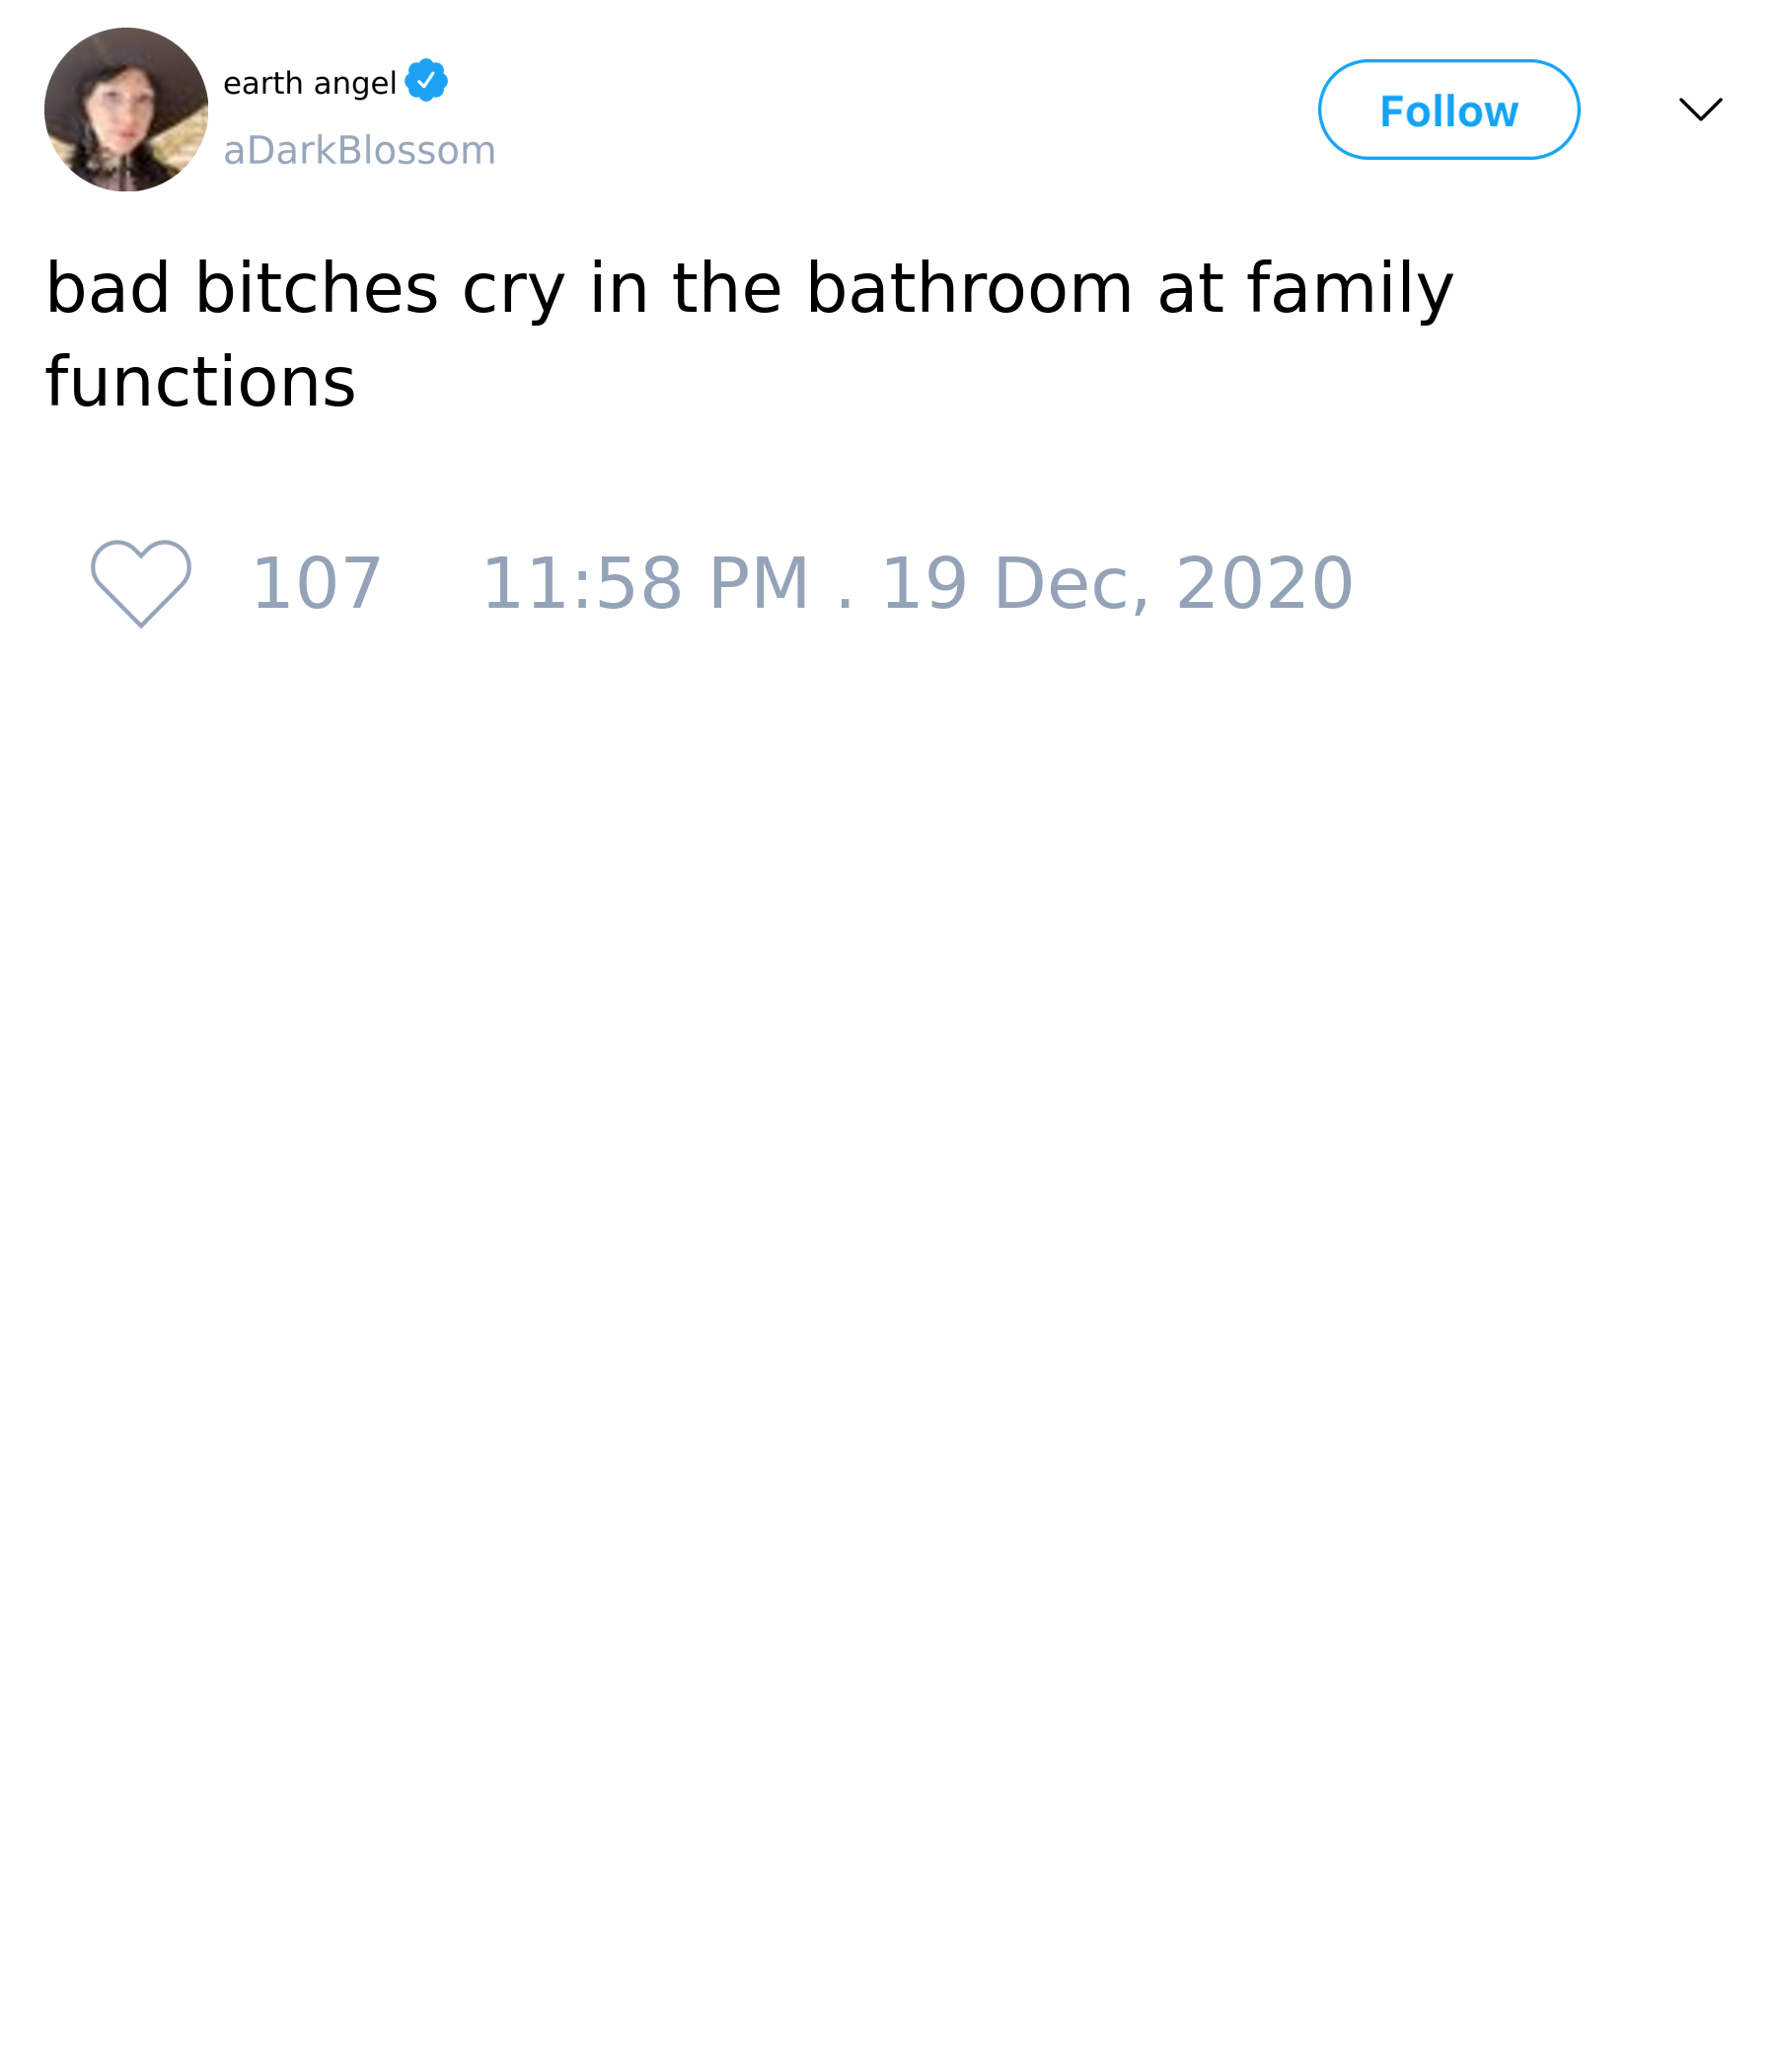 earth angel
aDarkBlossom
Follow
bad bitches cry in the bathroom at family
functions
107 11:58 PM . 19 Dec, 2020